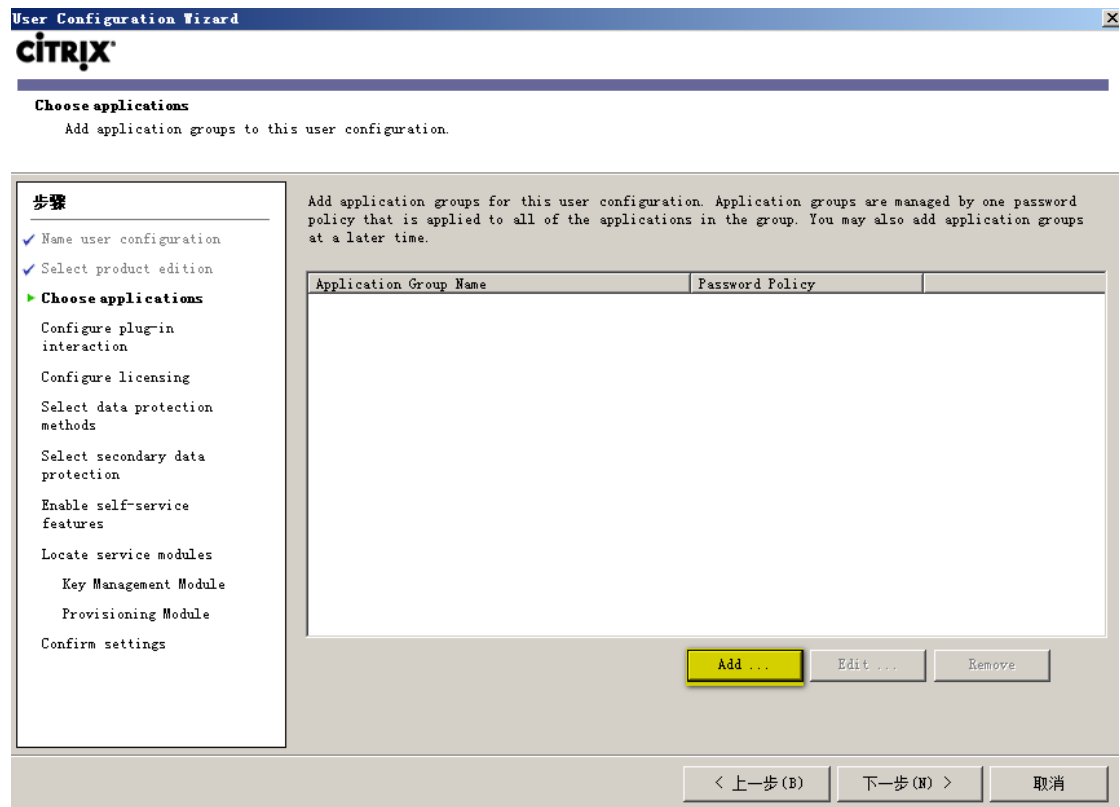 User Configuration Wizard
CITRIX®
Choose applications
Add application groups to this user configuration.
步骤
Name user configuration
Select product edition
Choose applications
Configure plug-in
interaction
Configure licensing
Select data protection
methods
Select secondary data
protection
Enable self-service
features
Locate service modules
Key Management Module
Provisioning Module
Confirm settings
Add application groups for this user configuration. Application groups are managed by one password
policy that is applied to all of the applications in the group. You may also add application groups
at a later time.
Application Group Name Password Policy
Add ... Edit ... Remove
< 上一步(B) 下一步(N) > 取消